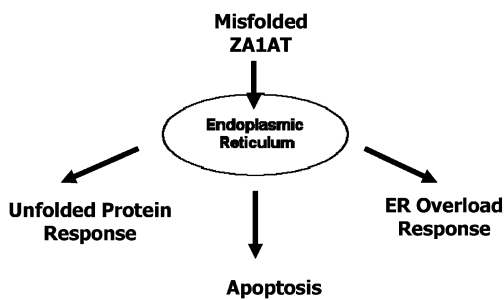 Misfolded
ZA1AT
Endoplasmic
Reticulum
Unfolded Protein
Response
ER Overload
Response
Apoptosis